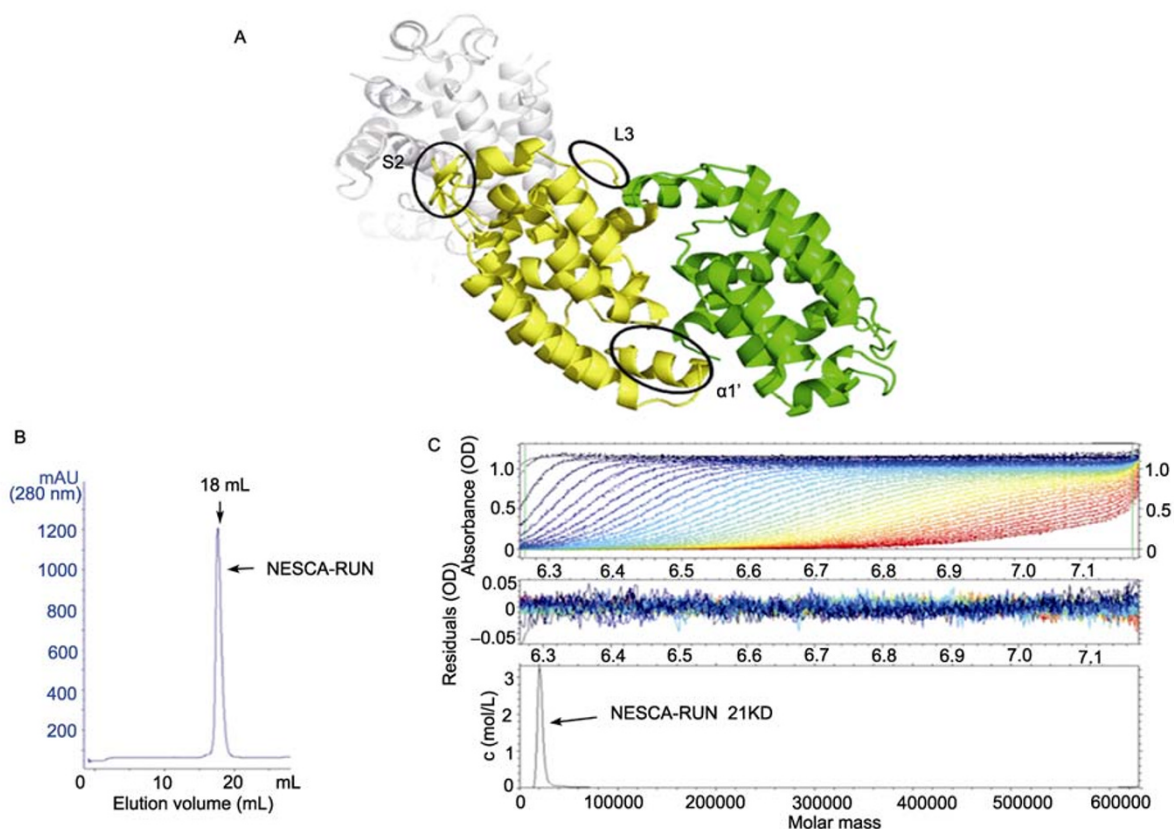 A
L3
S2
α1'
B
mAU
(280 nm)
18 mL
1200
NESCA-RUN
1000
800
600
400
200
0 10 20 mL
Elution volume (mL)
C
Absorbance (OD)
1.0 1.0
0.5 0.5
0 0
6.3 6.4 6.5 6.6 6.7 6.8 6.9 7.0 7.1
Residuals (OD)
0.05
0
–0.05
6.3 6.4 6.5 6.6 6.7 6.8 6.9 7.0 7.1
c (mol/L)
3
NESCA-RUN 21KD
2
1
0
0 100000 200000 300000 400000 500000 600000
Molar mass